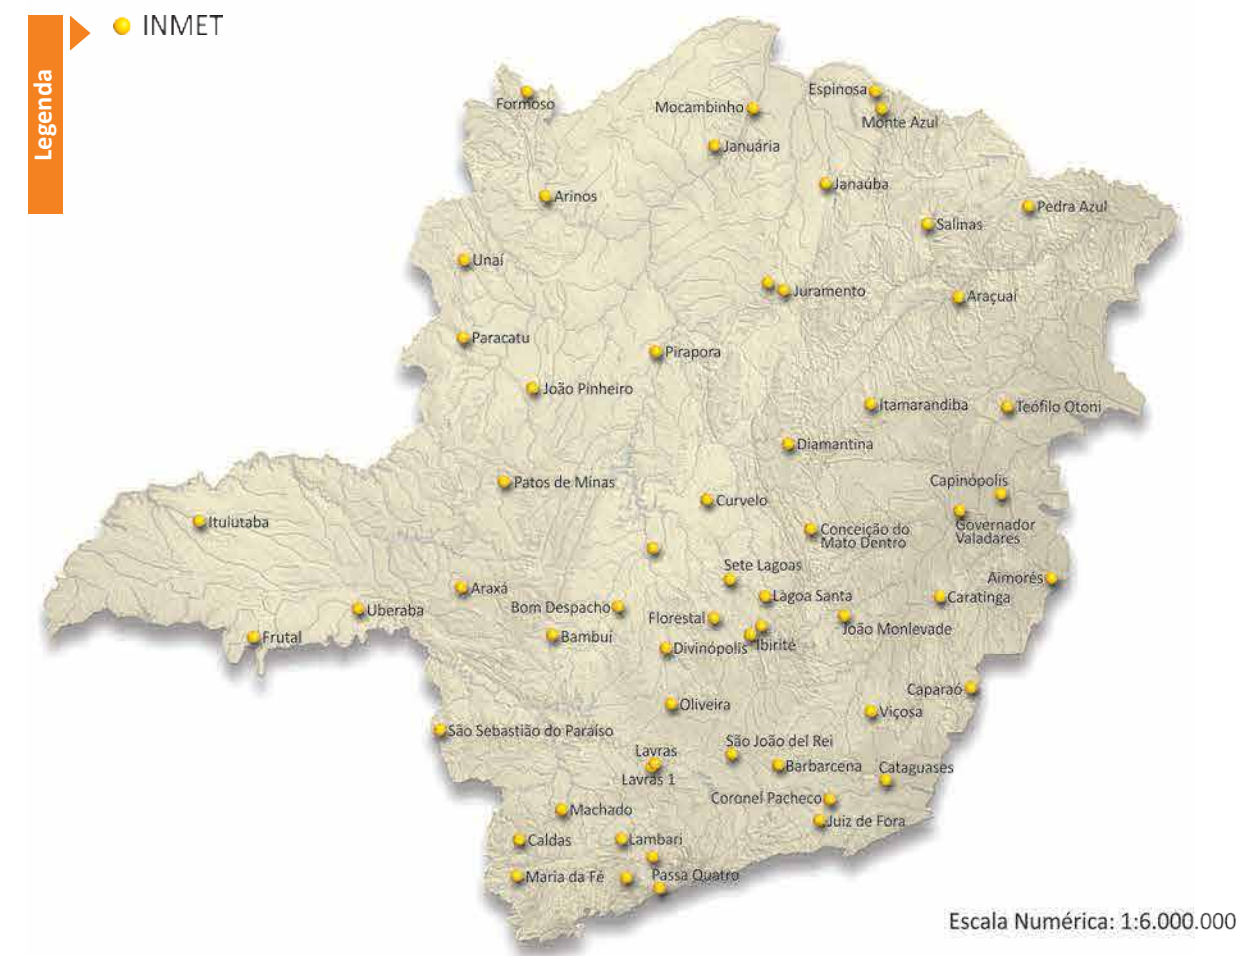 INMET
Legenda
Formoso
Mocambinho
Espinosa
Monte Azul
Januária
Janaúba
Arinos
Pedra Azul
Salinas
Unaí
Juramento
Araçuaí
Paracatu
Pirapora
João Pinheiro
Itamarandiba
Teófilo Otoni
Diamantina
Patos de Minas
Capinópolis
Curvelo
Ituiutaba
Governador
Valadares
Conceição do
Mato Dentro
Sete Lagoas
Aimorés
Araxá
Lagoa Santa
Caratinga
Bom Despacho
Uberaba
Florestal
João Monlevade
Frutal
Bambuí
Divinópolis
Ibirité
Caparaó
Oliveira
Viçosa
São Sebastião do Paraíso
São João del Rei
Lavras
Barbarcena
Cataguases
Lavras 1
Coronel Pacheco
Machado
Juiz de Fora
Caldas
Lambari
Maria da Fé
Passa Quatro
Escala Numérica: 1:6.000.000